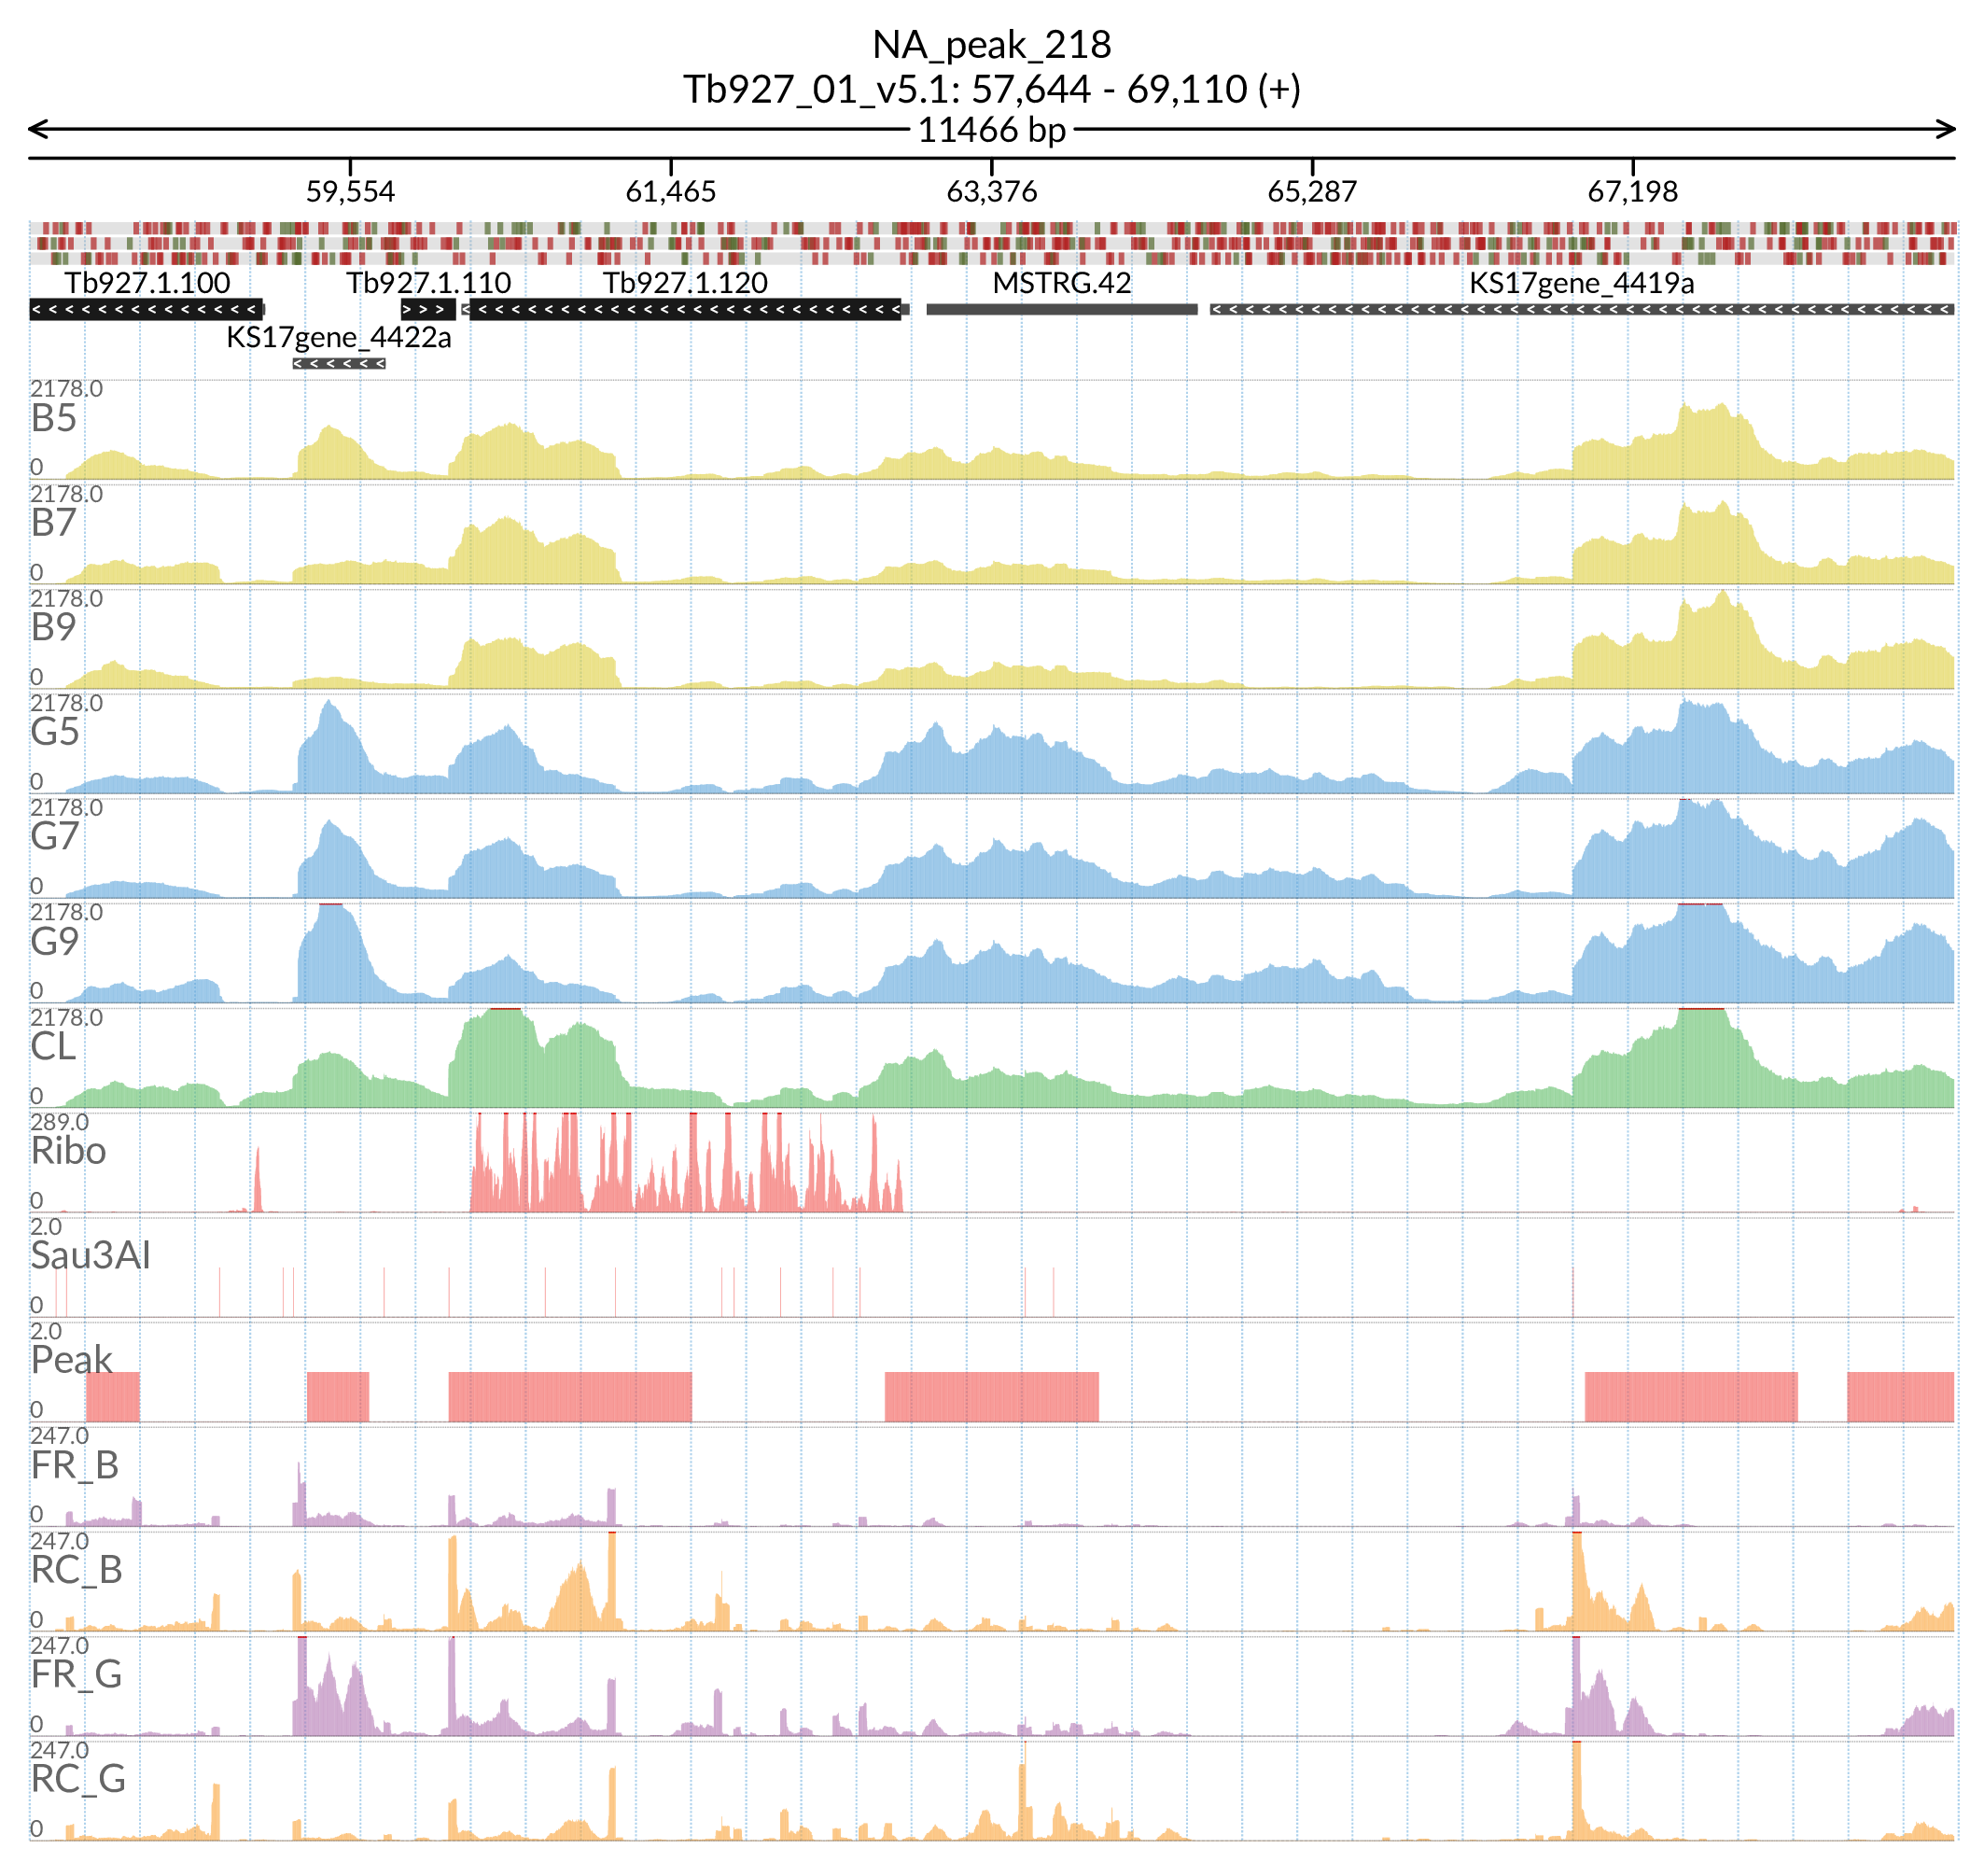 NA_peak_218
Tb927_01_v5.1: 57,644 - 69,110 (+)
11466 bp
59,554 61,465 63,376 65,287 67,198
Tb927.1.100 Tb927.1.110 Tb927.1.120 MSTRG.42 KS17gene_4419a
KS17gene_4422a
2178.0
B5
0
2178.0
B7
0
2178.0
B9
0
2178.0
G5
0
2178.0
G7
0
2178.0
G9
0
2178.0
CL
0
289.0
Ribo
0
2.0
Sau3AI
0
2.0
Peak
0
247.0
FR_B
0
247.0
RC_B
0
247.0
FR_G
0
247.0
RC_G
0